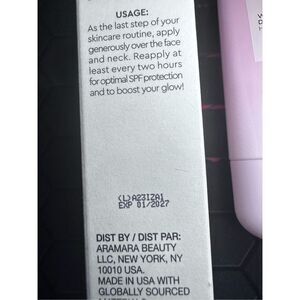 USAGE:
As the last step of your
skincare routine, apply
generously over the face
and neck. Reapply at
least every two hours
for optimal SPF protection
and to boost your glow!
(L)A23IZA1
EXP 01/2027
DIST BY / DIST PAR:
ARAMARA BEAUTY
LLC, NEW YORK, NY
10010 USA.
MADE IN USA WITH
GLOBALLY SOURCED